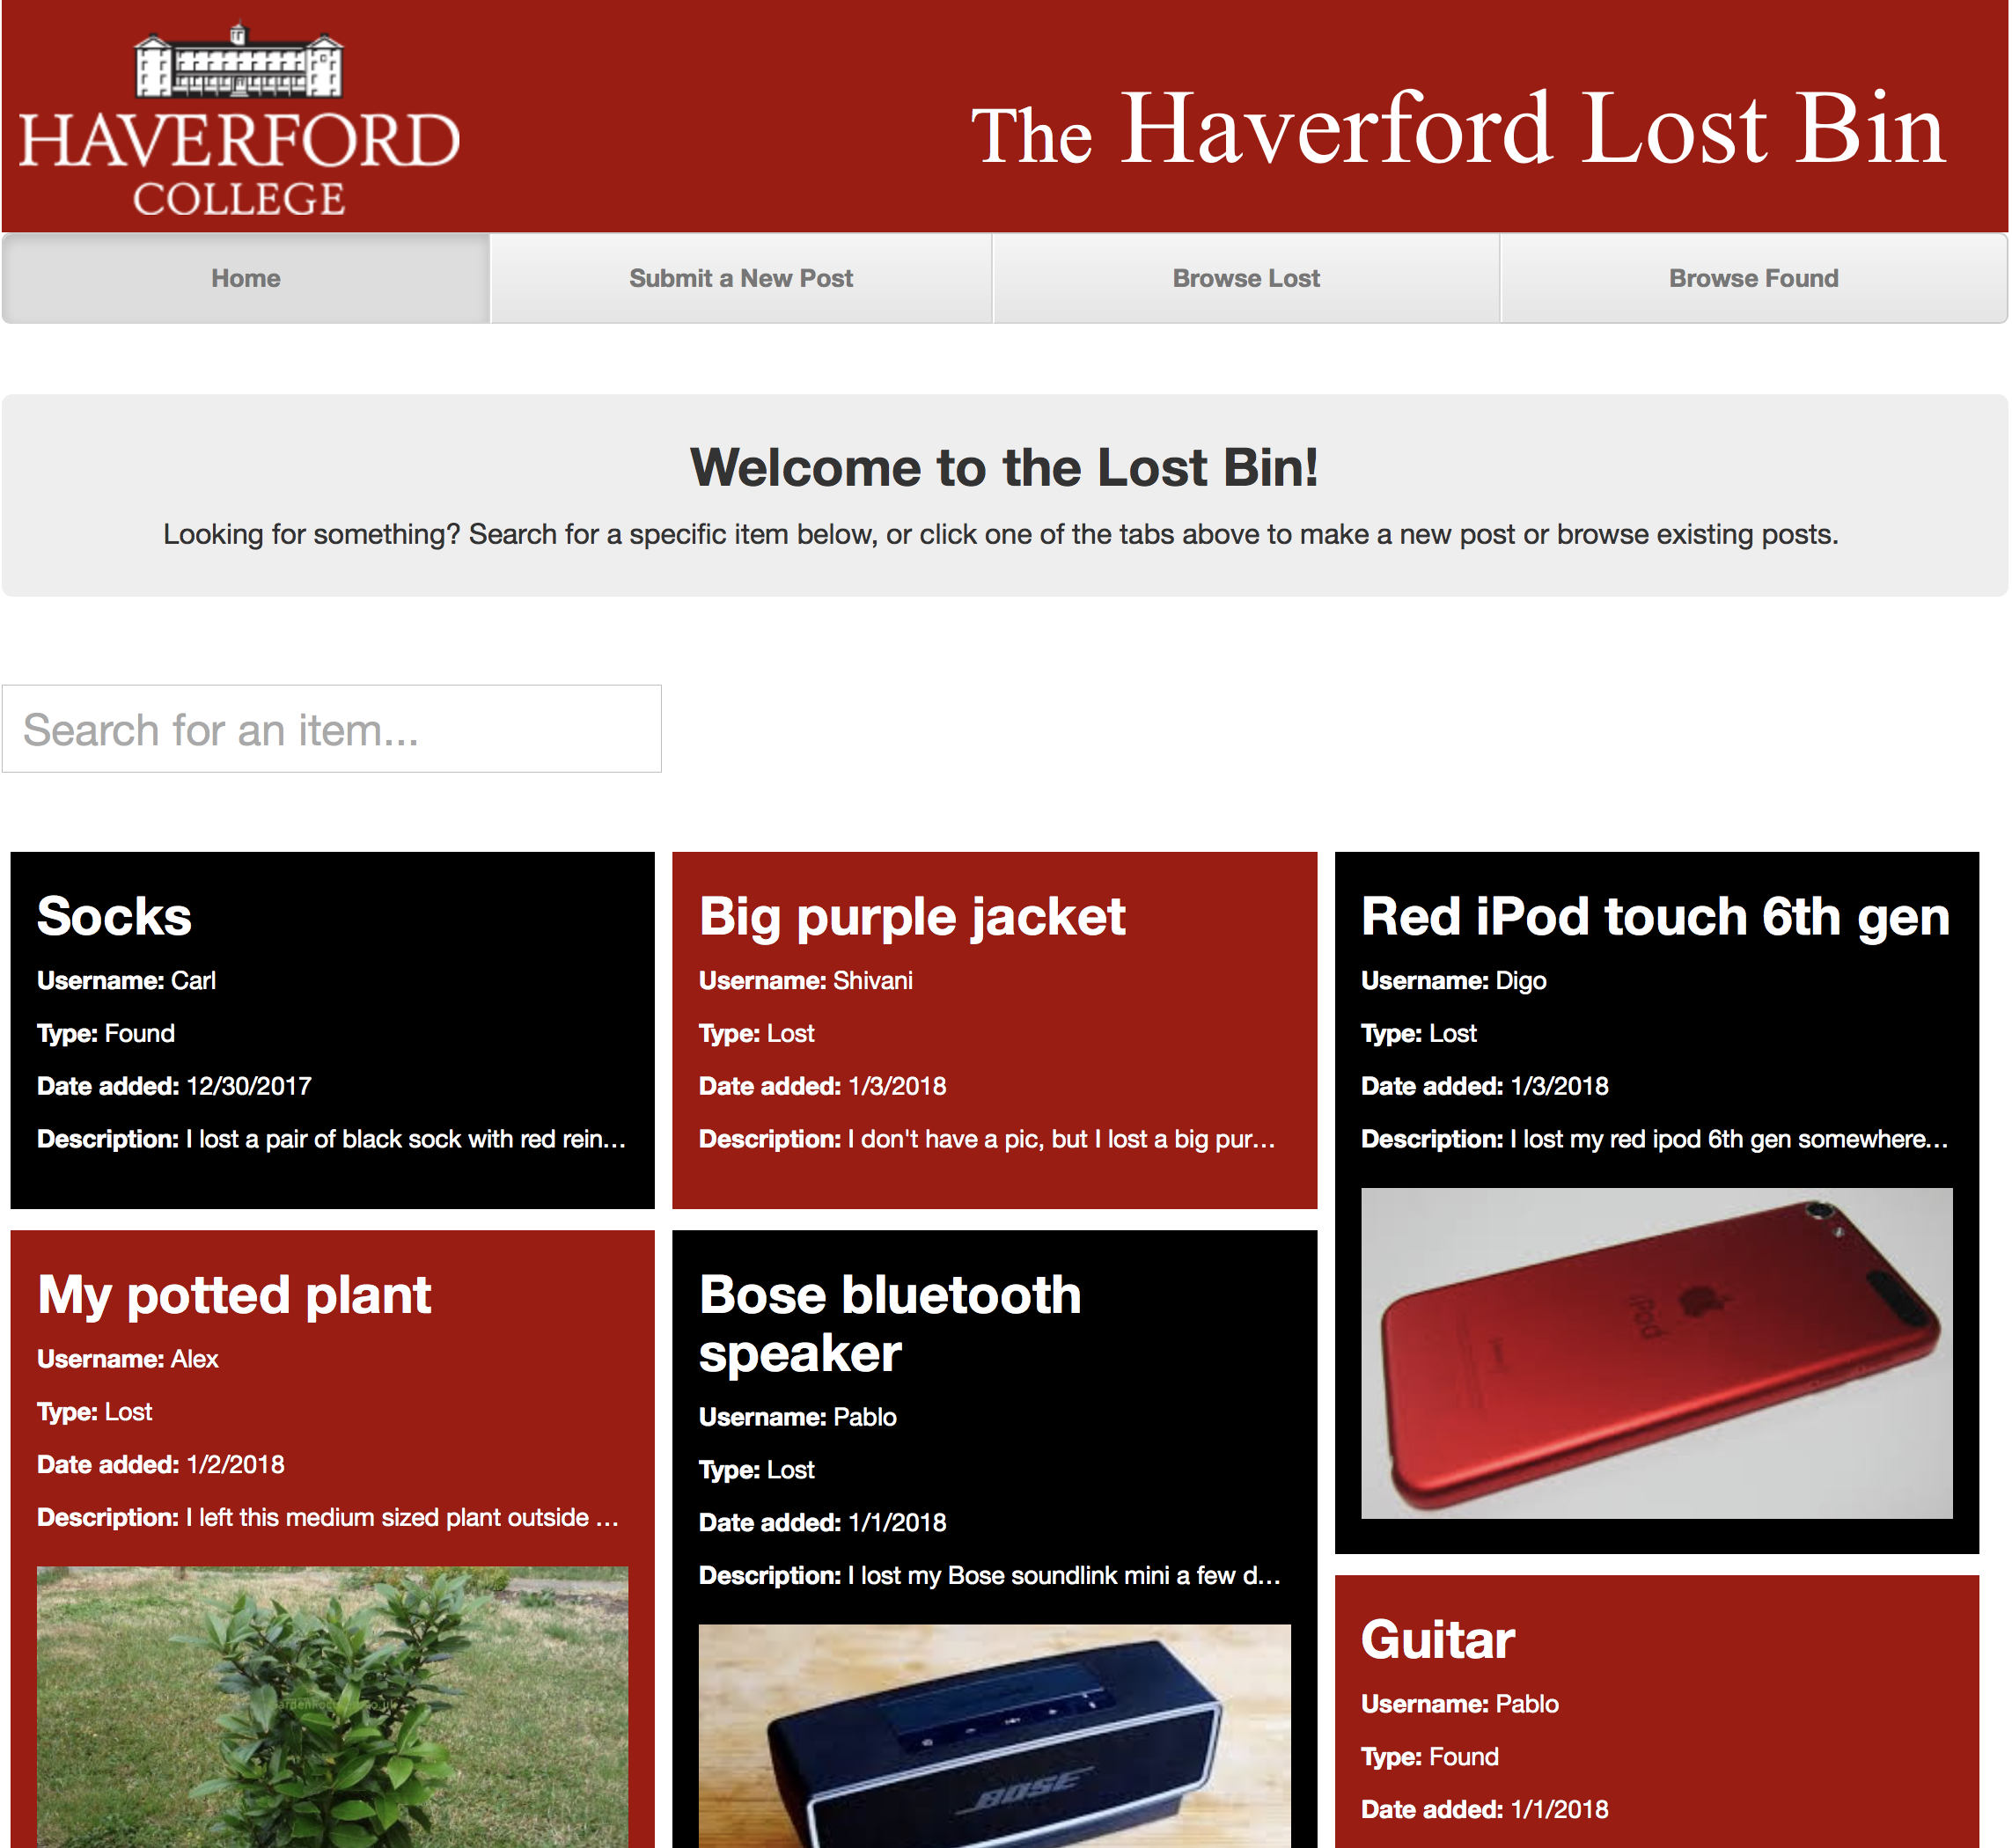 HAVERFORD
COLLEGE
The Haverford Lost Bin
Home
Submit a New Post
Browse Lost
Browse Found
Welcome to the Lost Bin!
Looking for something? Search for a specific item below, or click one of the tabs above to make a new post or browse existing posts.
Search for an item...
Socks
Username: Carl
Type: Found
Date added: 12/30/2017
Description: I lost a pair of black sock with red rein...
Big purple jacket
Username: Shivani
Type: Lost
Date added: 1/3/2018
Description: I don't have a pic, but I lost a big pur...
Red iPod touch 6th gen
Username: Digo
Type: Lost
Date added: 1/3/2018
Description: I lost my red ipod 6th gen somewhere...
iPod
My potted plant
Username: Alex
Type: Lost
Date added: 1/2/2018
Description: I left this medium sized plant outside ...
Bose bluetooth
speaker
Username: Pablo
Type: Lost
Date added: 1/1/2018
Description: I lost my Bose soundlink mini a few d...
BOSE
Guitar
Username: Pablo
Type: Found
Date added: 1/1/2018